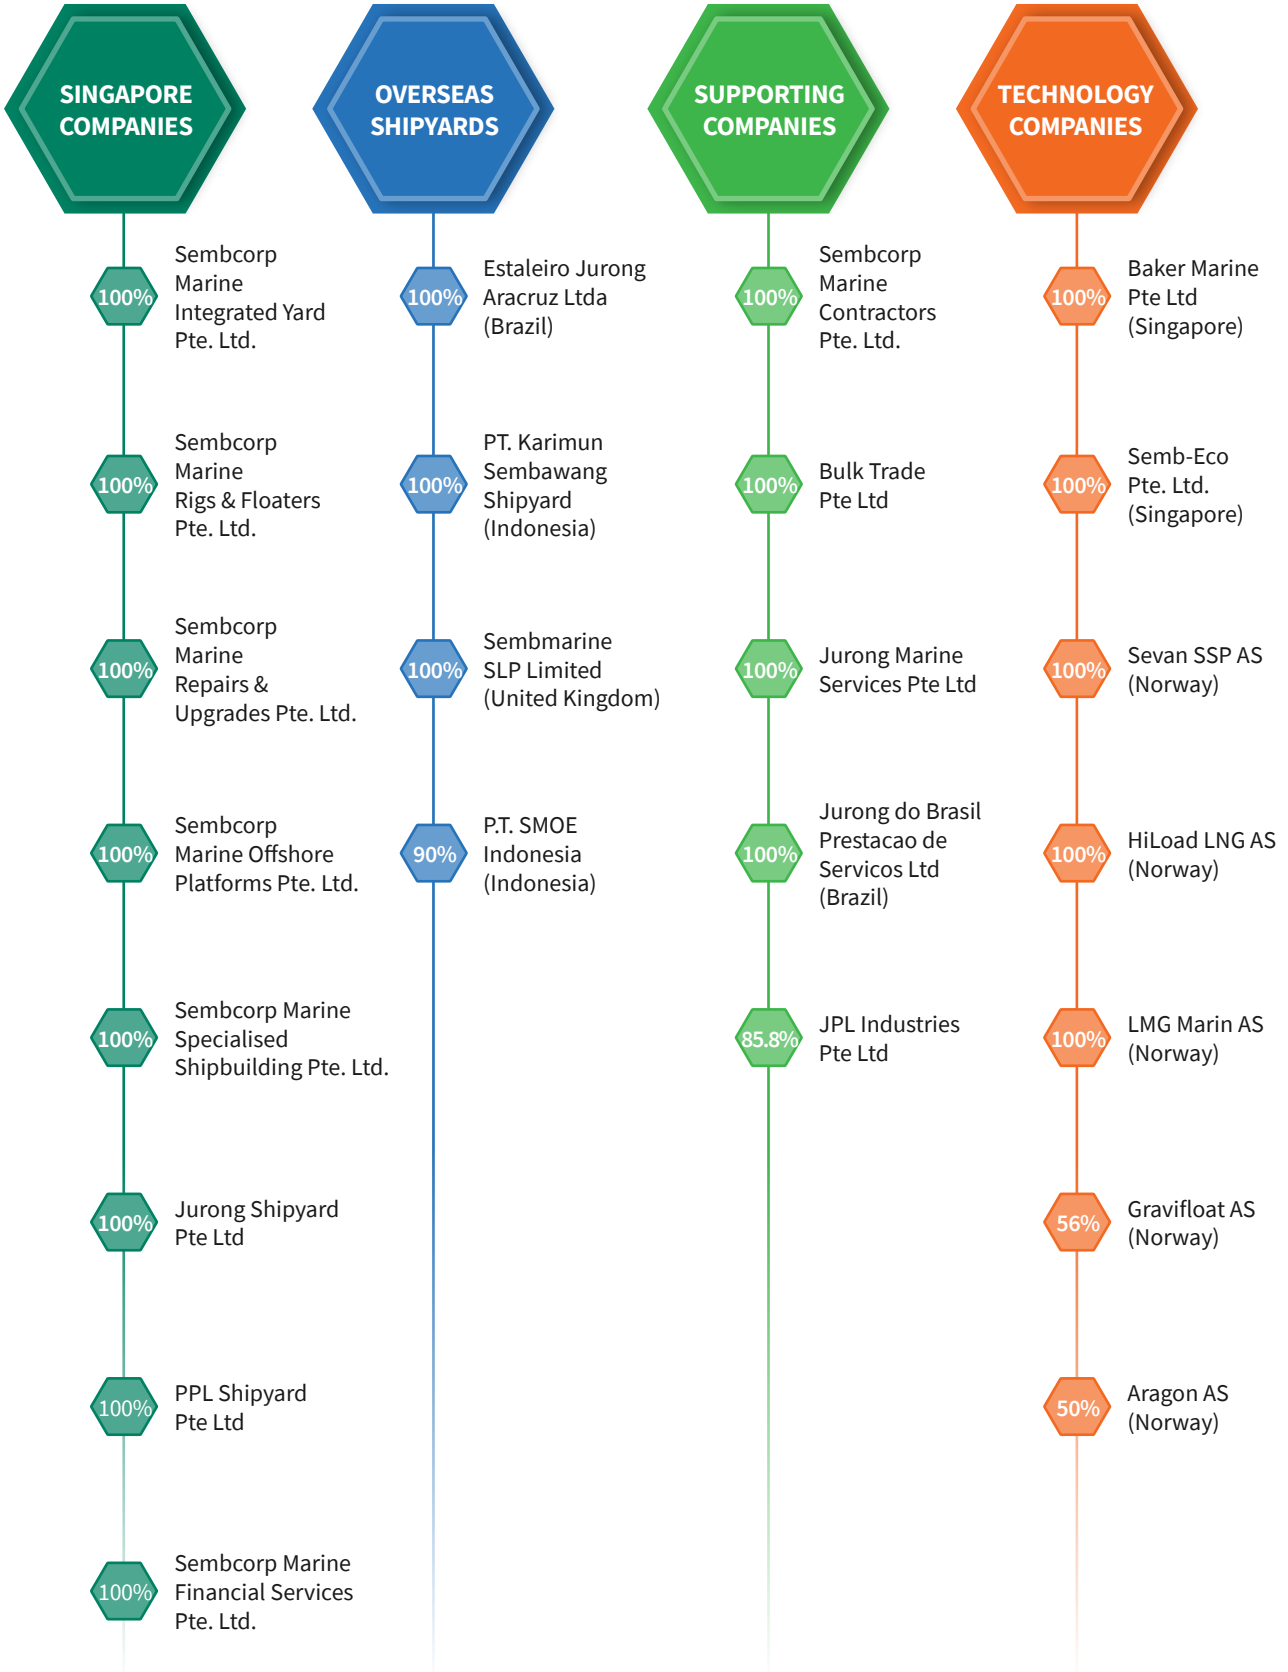 SINGAPORE
COMPANIES
100%
Sembcorp
Marine
Integrated Yard
Pte. Ltd.
100%
Sembcorp
Marine
Rigs & Floaters
Pte. Ltd.
100%
Sembcorp
Marine
Repairs &
Upgrades Pte. Ltd.
100%
Sembcorp
Marine Offshore
Platforms Pte. Ltd.
100%
Sembcorp Marine
Specialised
Shipbuilding Pte. Ltd.
100%
Jurong Shipyard
Pte Ltd
100%
PPL Shipyard
Pte Ltd
100%
Sembcorp Marine
Financial Services
Pte. Ltd.
OVERSEAS
SHIPYARDS
100%
Estaleiro Jurong
Aracruz Ltda
(Brazil)
100%
PT. Karimun
Sembawang
Shipyard
(Indonesia)
100%
Sembmarine
SLP Limited
(United Kingdom)
90%
P.T. SMOE
Indonesia
(Indonesia)
SUPPORTING
COMPANIES
100%
Sembcorp
Marine
Contractors
Pte. Ltd.
100%
Bulk Trade
Pte Ltd
100%
Jurong Marine
Services Pte Ltd
100%
Jurong do Brasil
Prestacao de
Servicos Ltd
(Brazil)
85.8%
JPL Industries
Pte Ltd
TECHNOLOGY
COMPANIES
100%
Baker Marine
Pte Ltd
(Singapore)
100%
Semb-Eco
Pte. Ltd.
(Singapore)
100%
Sevan SSP AS
(Norway)
100%
HiLoad LNG AS
(Norway)
100%
LMG Marin AS
(Norway)
56%
Gravifloat AS
(Norway)
50%
Aragon AS
(Norway)